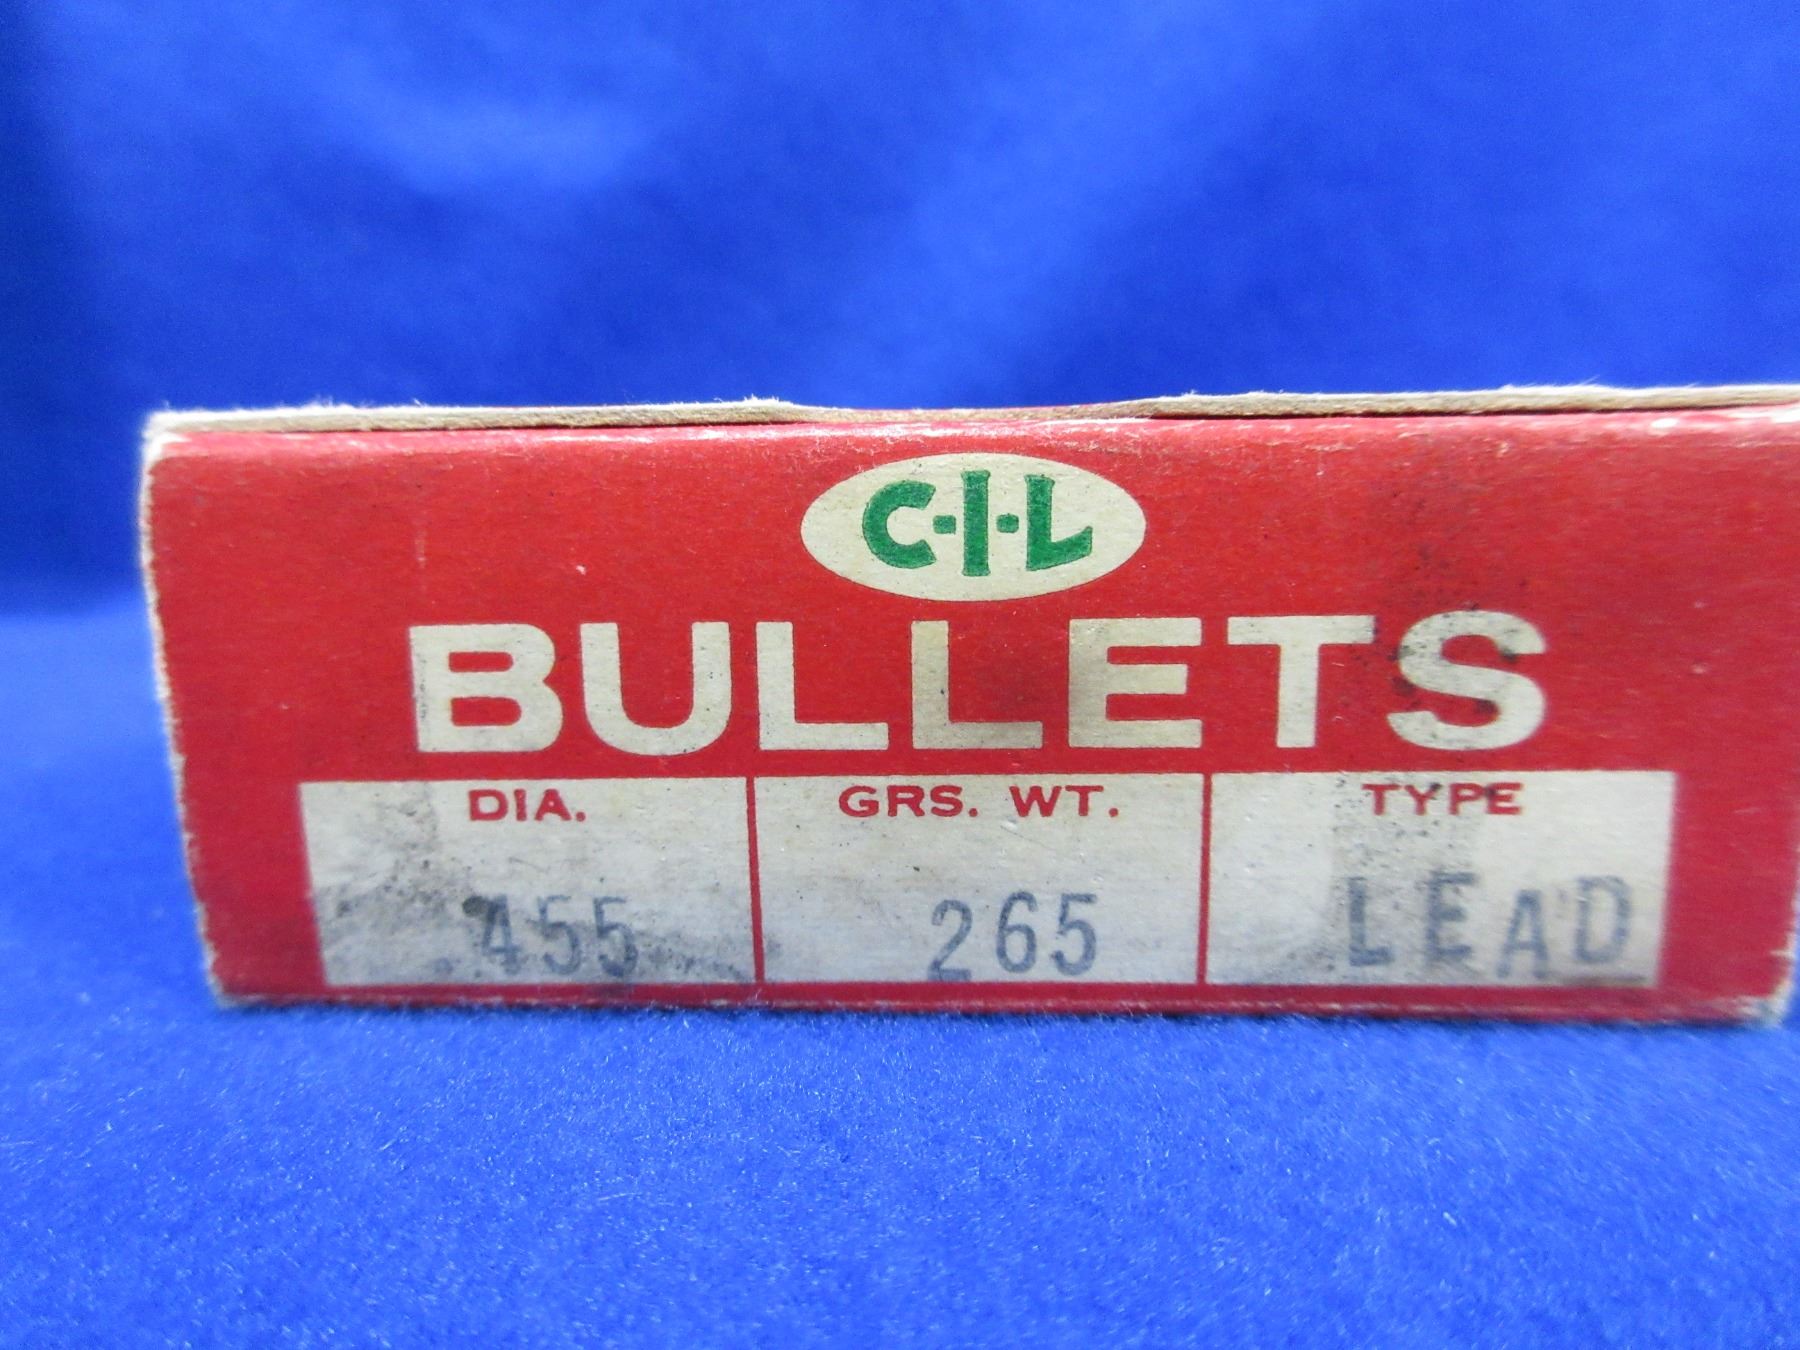 C-I-L
BULLETS
DIA. GRS. WT. TYPE
.455 265 LEAD